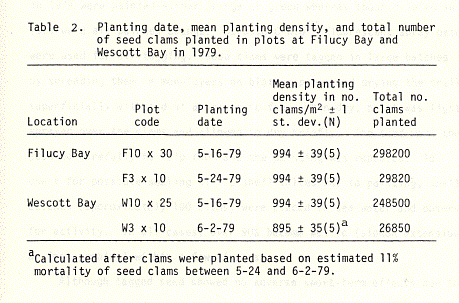 Table 2. Planting date, mean planting density, and total number
of seed clams planted in plots at Filucy Bay and
Wescott Bay in 1979.
Mean planting
density in no. Total no.
Plot Planting clams/m² ± 1 clams
Location code date st. dev.(N) planted
Filucy Bay F10 x 30 5-16-79 994 ± 39(5) 298200
F3 x 10 5-24-79 994 ± 39(5) 29820
Wescott Bay W10 x 25 5-16-79 994 ± 39(5) 248500
W3 x 10 6-2-79 895 ± 35(5)ᵃ 26850
ᵃCalculated after clams were planted based on estimated 11%
mortality of seed clams between 5-24 and 6-2-79.